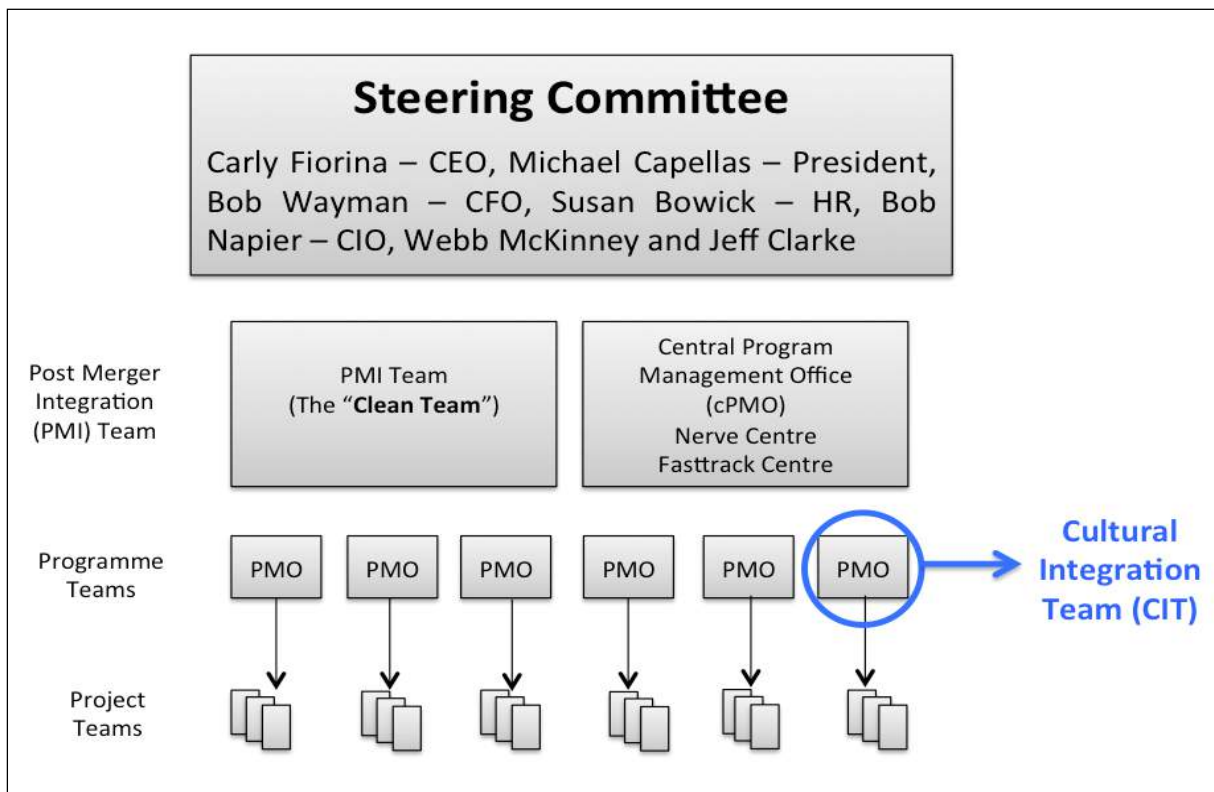 Steering Committee
Carly Fiorina – CEO, Michael Capellas – President,
Bob Wayman – CFO, Susan Bowick – HR, Bob
Napier – CIO, Webb McKinney and Jeff Clarke
Post Merger
Integration
(PMI) Team
PMI Team
(The “Clean Team”)
Central Program
Management Office
(cPMO)
Nerve Centre
Fasttrack Centre
Programme
Teams
PMO
PMO
PMO
PMO
PMO
PMO
Cultural
Integration
Team (CIT)
Project
Teams